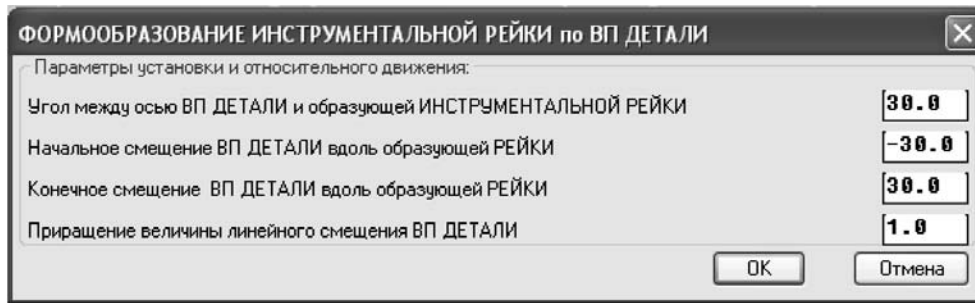 ФОРМООБРАЗОВАНИЕ ИНСТРУМЕНТАЛЬНОЙ РЕЙКИ по ВП ДЕТАЛИ
Параметры установки и относительного движения:
Угол между осью ВП ДЕТАЛИ и образующей ИНСТРУМЕНТАЛЬНОЙ РЕЙКИ 30.0
Начальное смещение ВП ДЕТАЛИ вдоль образующей РЕЙКИ -30.0
Конечное смещение ВП ДЕТАЛИ вдоль образующей РЕЙКИ 30.0
Приращение величины линейного смещения ВП ДЕТАЛИ 1.0
OK Отмена